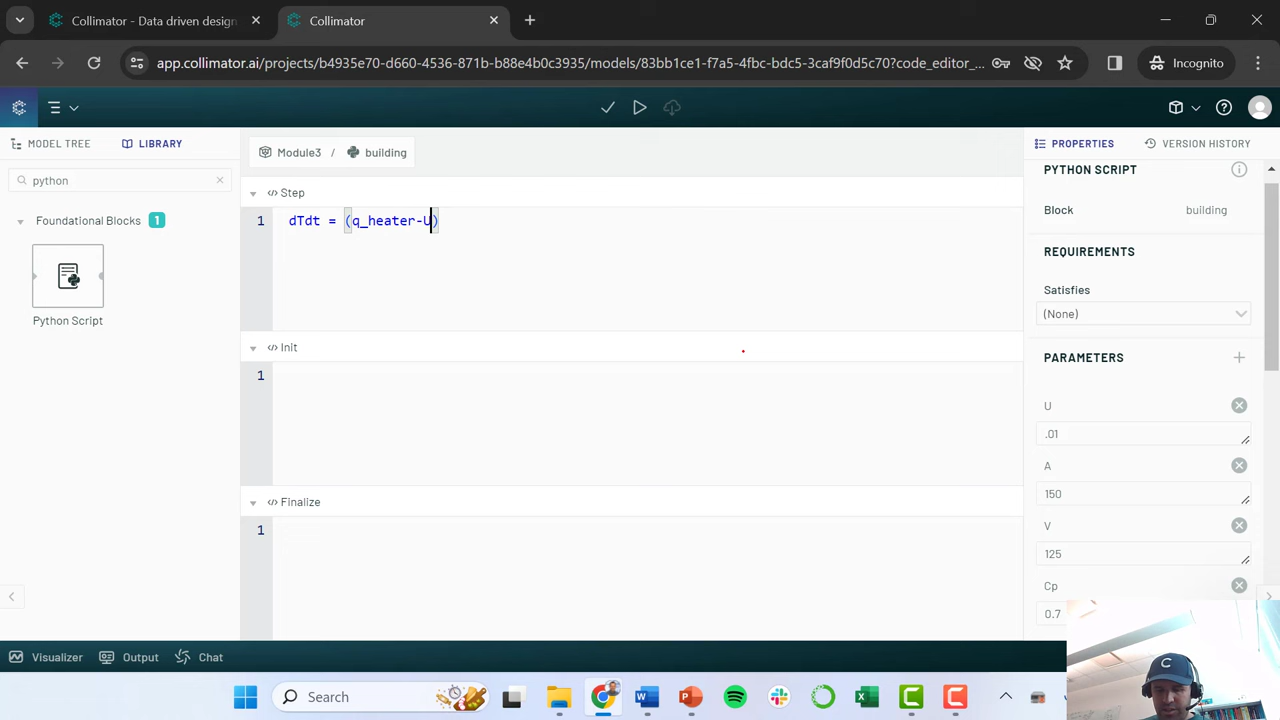 Collimator - Data driven design
Collimator
app.collimator.ai/projects/b4935e70-d660-4536-871b-b88e4b0c3935/models/83bb1ce1-f7a5-4fbc-bdc5-3caf9f0d5c70?code_editor_...
Incognito
MODEL TREE
LIBRARY
Module3 / building
PROPERTIES
VERSION HISTORY
python
Foundational Blocks 1
Python Script
Step
1 dTdt = (q_heater-U)
Init
1
Finalize
1
PYTHON SCRIPT
Block building
REQUIREMENTS
Satisfies
(None)
PARAMETERS
U
.01
A
150
V
125
Cp
0.7
Visualizer
Output
Chat
Search